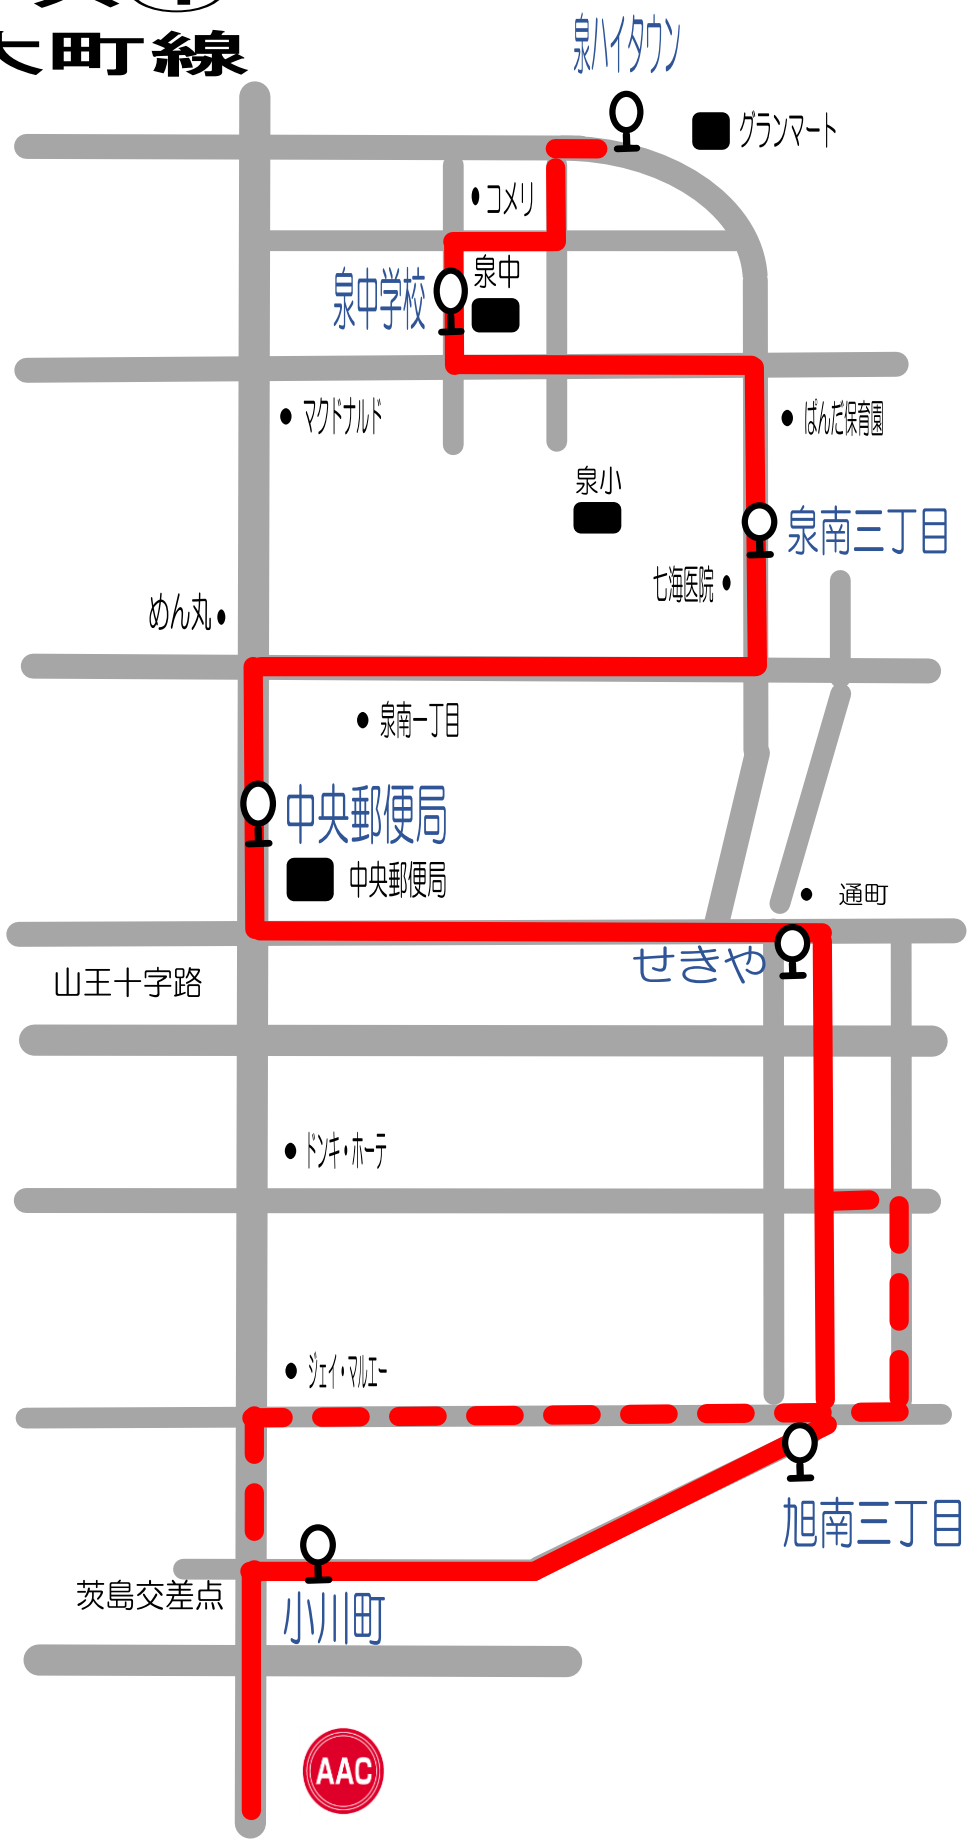 大町線
泉ハイタウン
グランマート
コメリ
泉中
泉中学校
マクドナルド
ぱんだ保育園
泉小
泉南三丁目
七海医院
めん丸
泉南一丁目
中央郵便局
中央郵便局
通町
せきや
山王十字路
ドンキ・ホーテ
ジェイ・マルエー
旭南三丁目
茨島交差点
小川町
AAC